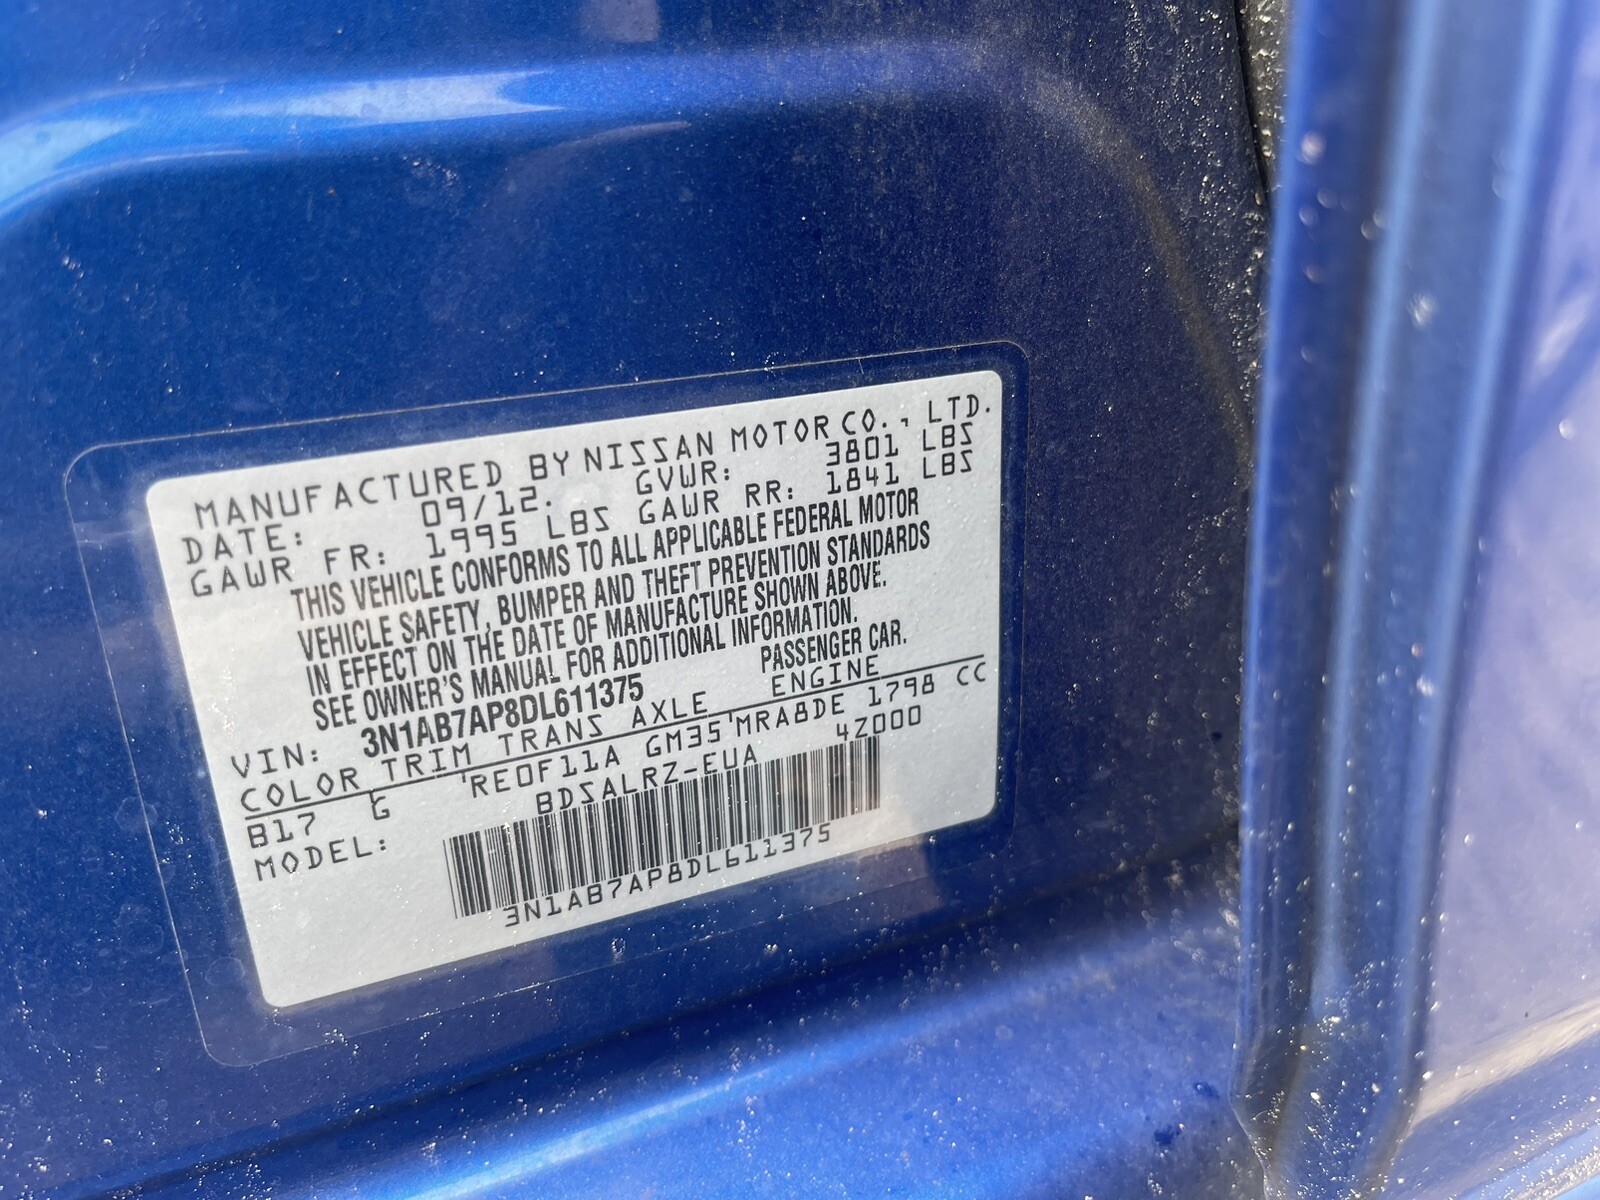 MANUFACTURED BY NISSAN MOTOR CO., LTD.
DATE: 09/12. GVWR: 3801 LBS
GAWR FR: 1995 LBS GAWR RR: 1841 LBS
THIS VEHICLE CONFORMS TO ALL APPLICABLE FEDERAL MOTOR
VEHICLE SAFETY, BUMPER AND THEFT PREVENTION STANDARDS
IN EFFECT ON THE DATE OF MANUFACTURE SHOWN ABOVE.
SEE OWNER'S MANUAL FOR ADDITIONAL INFORMATION.
VIN: 3N1AB7AP8DL611375 PASSENGER CAR.
COLOR TRIM TRANS AXLE ENGINE
B17 G RE0F11A GM35 MRA8DE 1798 CC
MODEL: BDSALRZ-EUA 4Z000
3N1AB7AP8DL611375